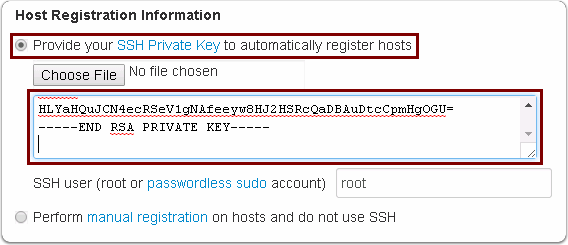 Host Registration Information
Provide your SSH Private Key to automatically register hosts
Choose File No file chosen
HLYaHQuJCN4ecRSeV1gNAfeeyw8HJ2HSRcQaDBAuDtcCpmHgOGU=
-----END RSA PRIVATE KEY-----
SSH user (root or passwordless sudo account) root
Perform manual registration on hosts and do not use SSH